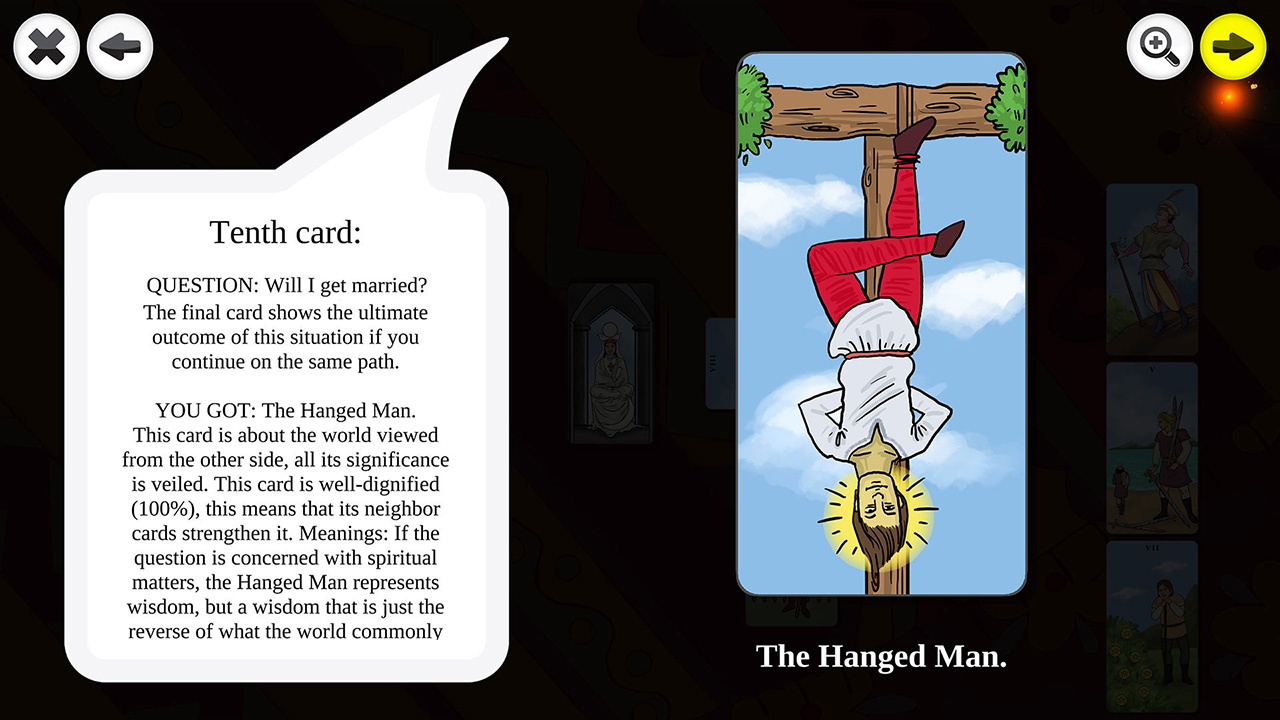 Tenth card:
QUESTION: Will I get married?
The final card shows the ultimate
outcome of this situation if you
continue on the same path.
YOU GOT: The Hanged Man.
This card is about the world viewed
from the other side, all its significance
is veiled. This card is well-dignified
(100%), this means that its neighbor
cards strengthen it. Meanings: If the
question is concerned with spiritual
matters, the Hanged Man represents
wisdom, but a wisdom that is just the
reverse of what the world commonly
The Hanged Man.
VIII
V
VII